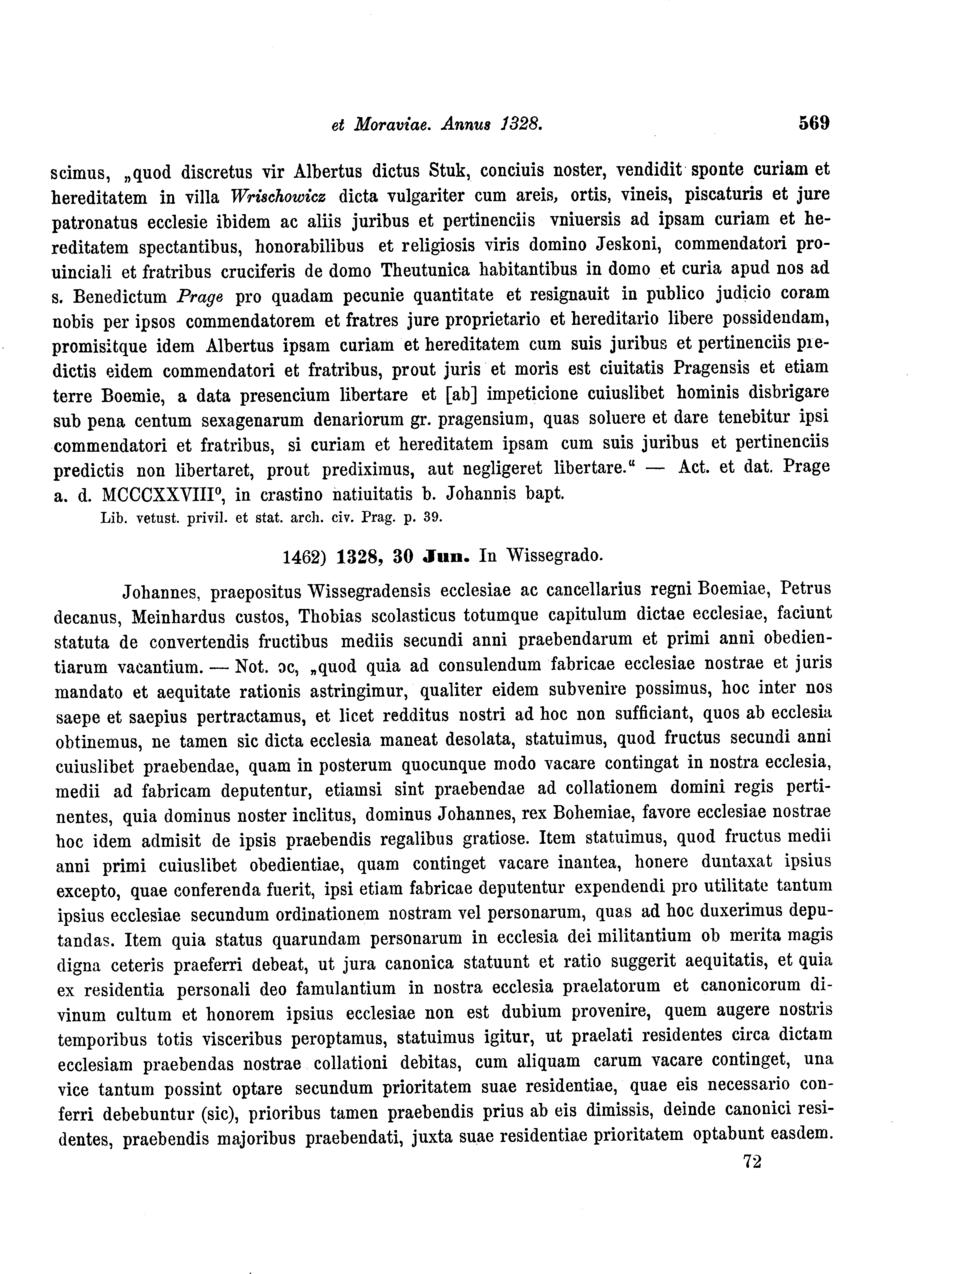 et Moraviae. Annus 1328. 569
scimus, „quod discretus vir Albertus dictus Stuk, conciuis noster, vendidit sponte curiam et
hereditatem in villa Wrischowicz dicta vulgariter cum areis, ortis, vineis, piscaturis et jure
patronatus ecclesie ibidem ac aliis juribus et pertinenciis vniuersis ad ipsam curiam et he-
reditatem spectantibus, honorabilibus et religiosis viris domino Jeskoni, commendatori pro-
uinciali et fratribus cruciferis de domo Theutunica habitantibus in domo et curia apud nos ad
s. Benedictum Prage pro quadam pecunie quantitate et resignauit in publico judicio coram
nobis per ipsos commendatorem et fratres jure proprietario et hereditario libere possidendam,
promisitque idem Albertus ipsam curiam et hereditatem cum suis juribus et pertinenciis pre-
dictis eidem commendatori et fratribus, prout juris et moris est ciuitatis Pragensis et etiam
terre Boemie, a data presencium libertare et [ab] impeticione cuiuslibet hominis disbrigare
sub pena centum sexagenarum denariorum gr. pragensium, quas soluere et dare tenebitur ipsi
commendatori et fratribus, si curiam et hereditatem ipsam cum suis juribus et pertinenciis
predictis non libertaret, prout prediximus, aut negligeret libertare.“ — Act. et dat. Prage
a. d. MCCCXXVIIIº, in crastino natiuitatis b. Johannis bapt.
Lib. vetust. privil. et stat. arch. civ. Prag. p. 39.
1462) 1328, 30 Jun. In Wissegrado.
Johannes, praepositus Wissegradensis ecclesiae ac cancellarius regni Boemiae, Petrus
decanus, Meinhardus custos, Thobias scolasticus totumque capitulum dictae ecclesiae, faciunt
statuta de convertendis fructibus mediis secundi anni praebendarum et primi anni obedien-
tiarum vacantium. — Not. ɔc, „quod quia ad consulendum fabricae ecclesiae nostrae et juris
mandato et aequitate rationis astringimur, qualiter eidem subvenire possimus, hoc inter nos
saepe et saepius pertractamus, et licet redditus nostri ad hoc non sufficiant, quos ab ecclesia
obtinemus, ne tamen sic dicta ecclesia maneat desolata, statuimus, quod fructus secundi anni
cuiuslibet praebendae, quam in posterum quocunque modo vacare contingat in nostra ecclesia,
medii ad fabricam deputentur, etiamsi sint praebendae ad collationem domini regis perti-
nentes, quia dominus noster inclitus, dominus Johannes, rex Bohemiae, favore ecclesiae nostrae
hoc idem admisit de ipsis praebendis regalibus gratiose. Item statuimus, quod fructus medii
anni primi cuiuslibet obedientiae, quam continget vacare inantea, honere duntaxat ipsius
excepto, quae conferenda fuerit, ipsi etiam fabricae deputentur expendendi pro utilitate tantum
ipsius ecclesiae secundum ordinationem nostram vel personarum, quas ad hoc duxerimus depu-
tandas. Item quia status quarundam personarum in ecclesia dei militantium ob merita magis
digna ceteris praeferri debeat, ut jura canonica statuunt et ratio suggerit aequitatis, et quia
ex residentia personali deo famulantium in nostra ecclesia praelatorum et canonicorum di-
vinum cultum et honorem ipsius ecclesiae non est dubium provenire, quem augere nostris
temporibus totis visceribus peroptamus, statuimus igitur, ut praelati residentes circa dictam
ecclesiam praebendas nostrae collationi debitas, cum aliquam carum vacare continget, una
vice tantum possint optare secundum prioritatem suae residentiae, quae eis necessario con-
ferri debebuntur (sic), prioribus tamen praebendis prius ab eis dimissis, deinde canonici resi-
dentes, praebendis majoribus praebendati, juxta suae residentiae prioritatem optabunt easdem.
72